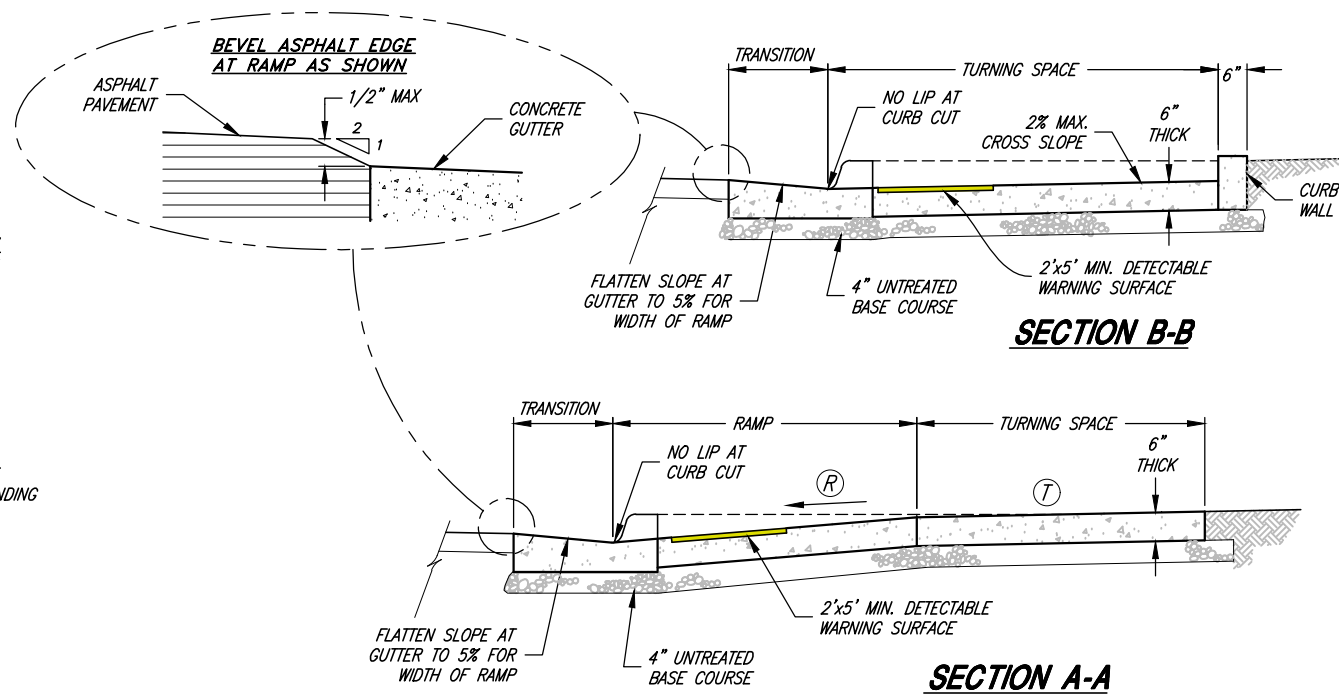 BEVEL ASPHALT EDGE
AT RAMP AS SHOWN
ASPHALT
PAVEMENT
1/2" MAX
2
1
CONCRETE
GUTTER
TRANSITION
TURNING SPACE
6"
NO LIP AT
CURB CUT
2% MAX.
CROSS SLOPE
6"
THICK
CURB
WALL
FLATTEN SLOPE AT
GUTTER TO 5% FOR
WIDTH OF RAMP
4" UNTREATED
BASE COURSE
2'x5' MIN. DETECTABLE
WARNING SURFACE
SECTION B-B
TRANSITION
RAMP
TURNING SPACE
NO LIP AT
CURB CUT
R
T
6"
THICK
NDING
FLATTEN SLOPE AT
GUTTER TO 5% FOR
WIDTH OF RAMP
4" UNTREATED
BASE COURSE
2'x5' MIN. DETECTABLE
WARNING SURFACE
SECTION A-A